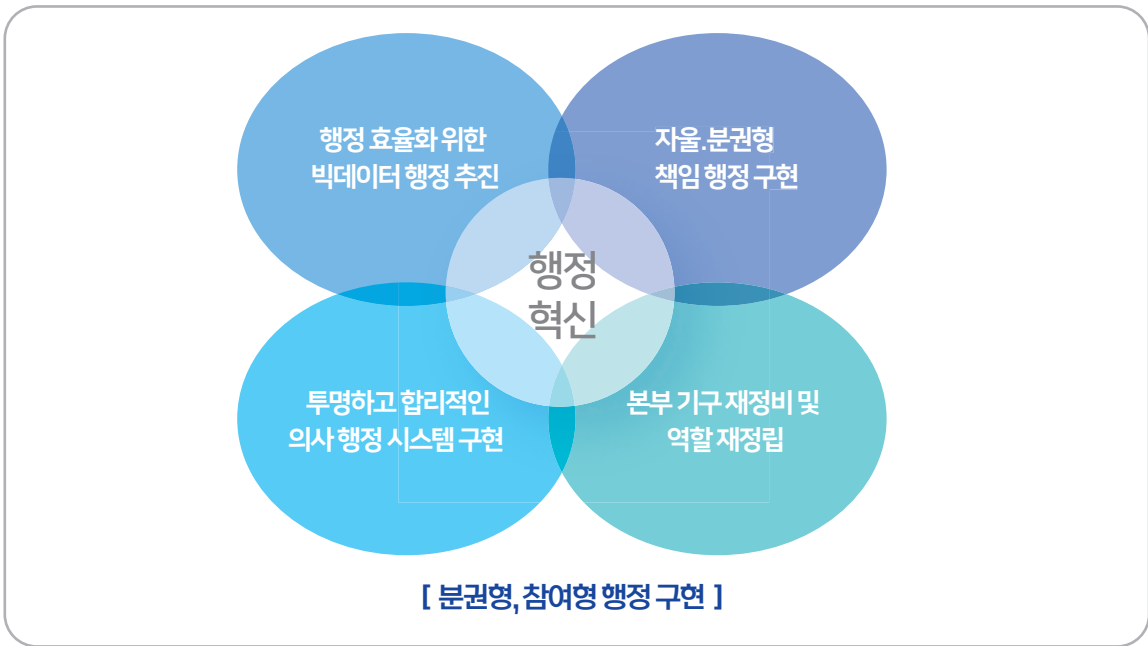 행정 효율화 위한
빅데이터 행정 추진
자울.분권형
책임 행정 구현
행정
혁신
투명하고 합리적인
의사 행정 시스템 구현
본부 기구 재정비 및
역할 재정립
[ 분권형, 참여형 행정 구현 ]